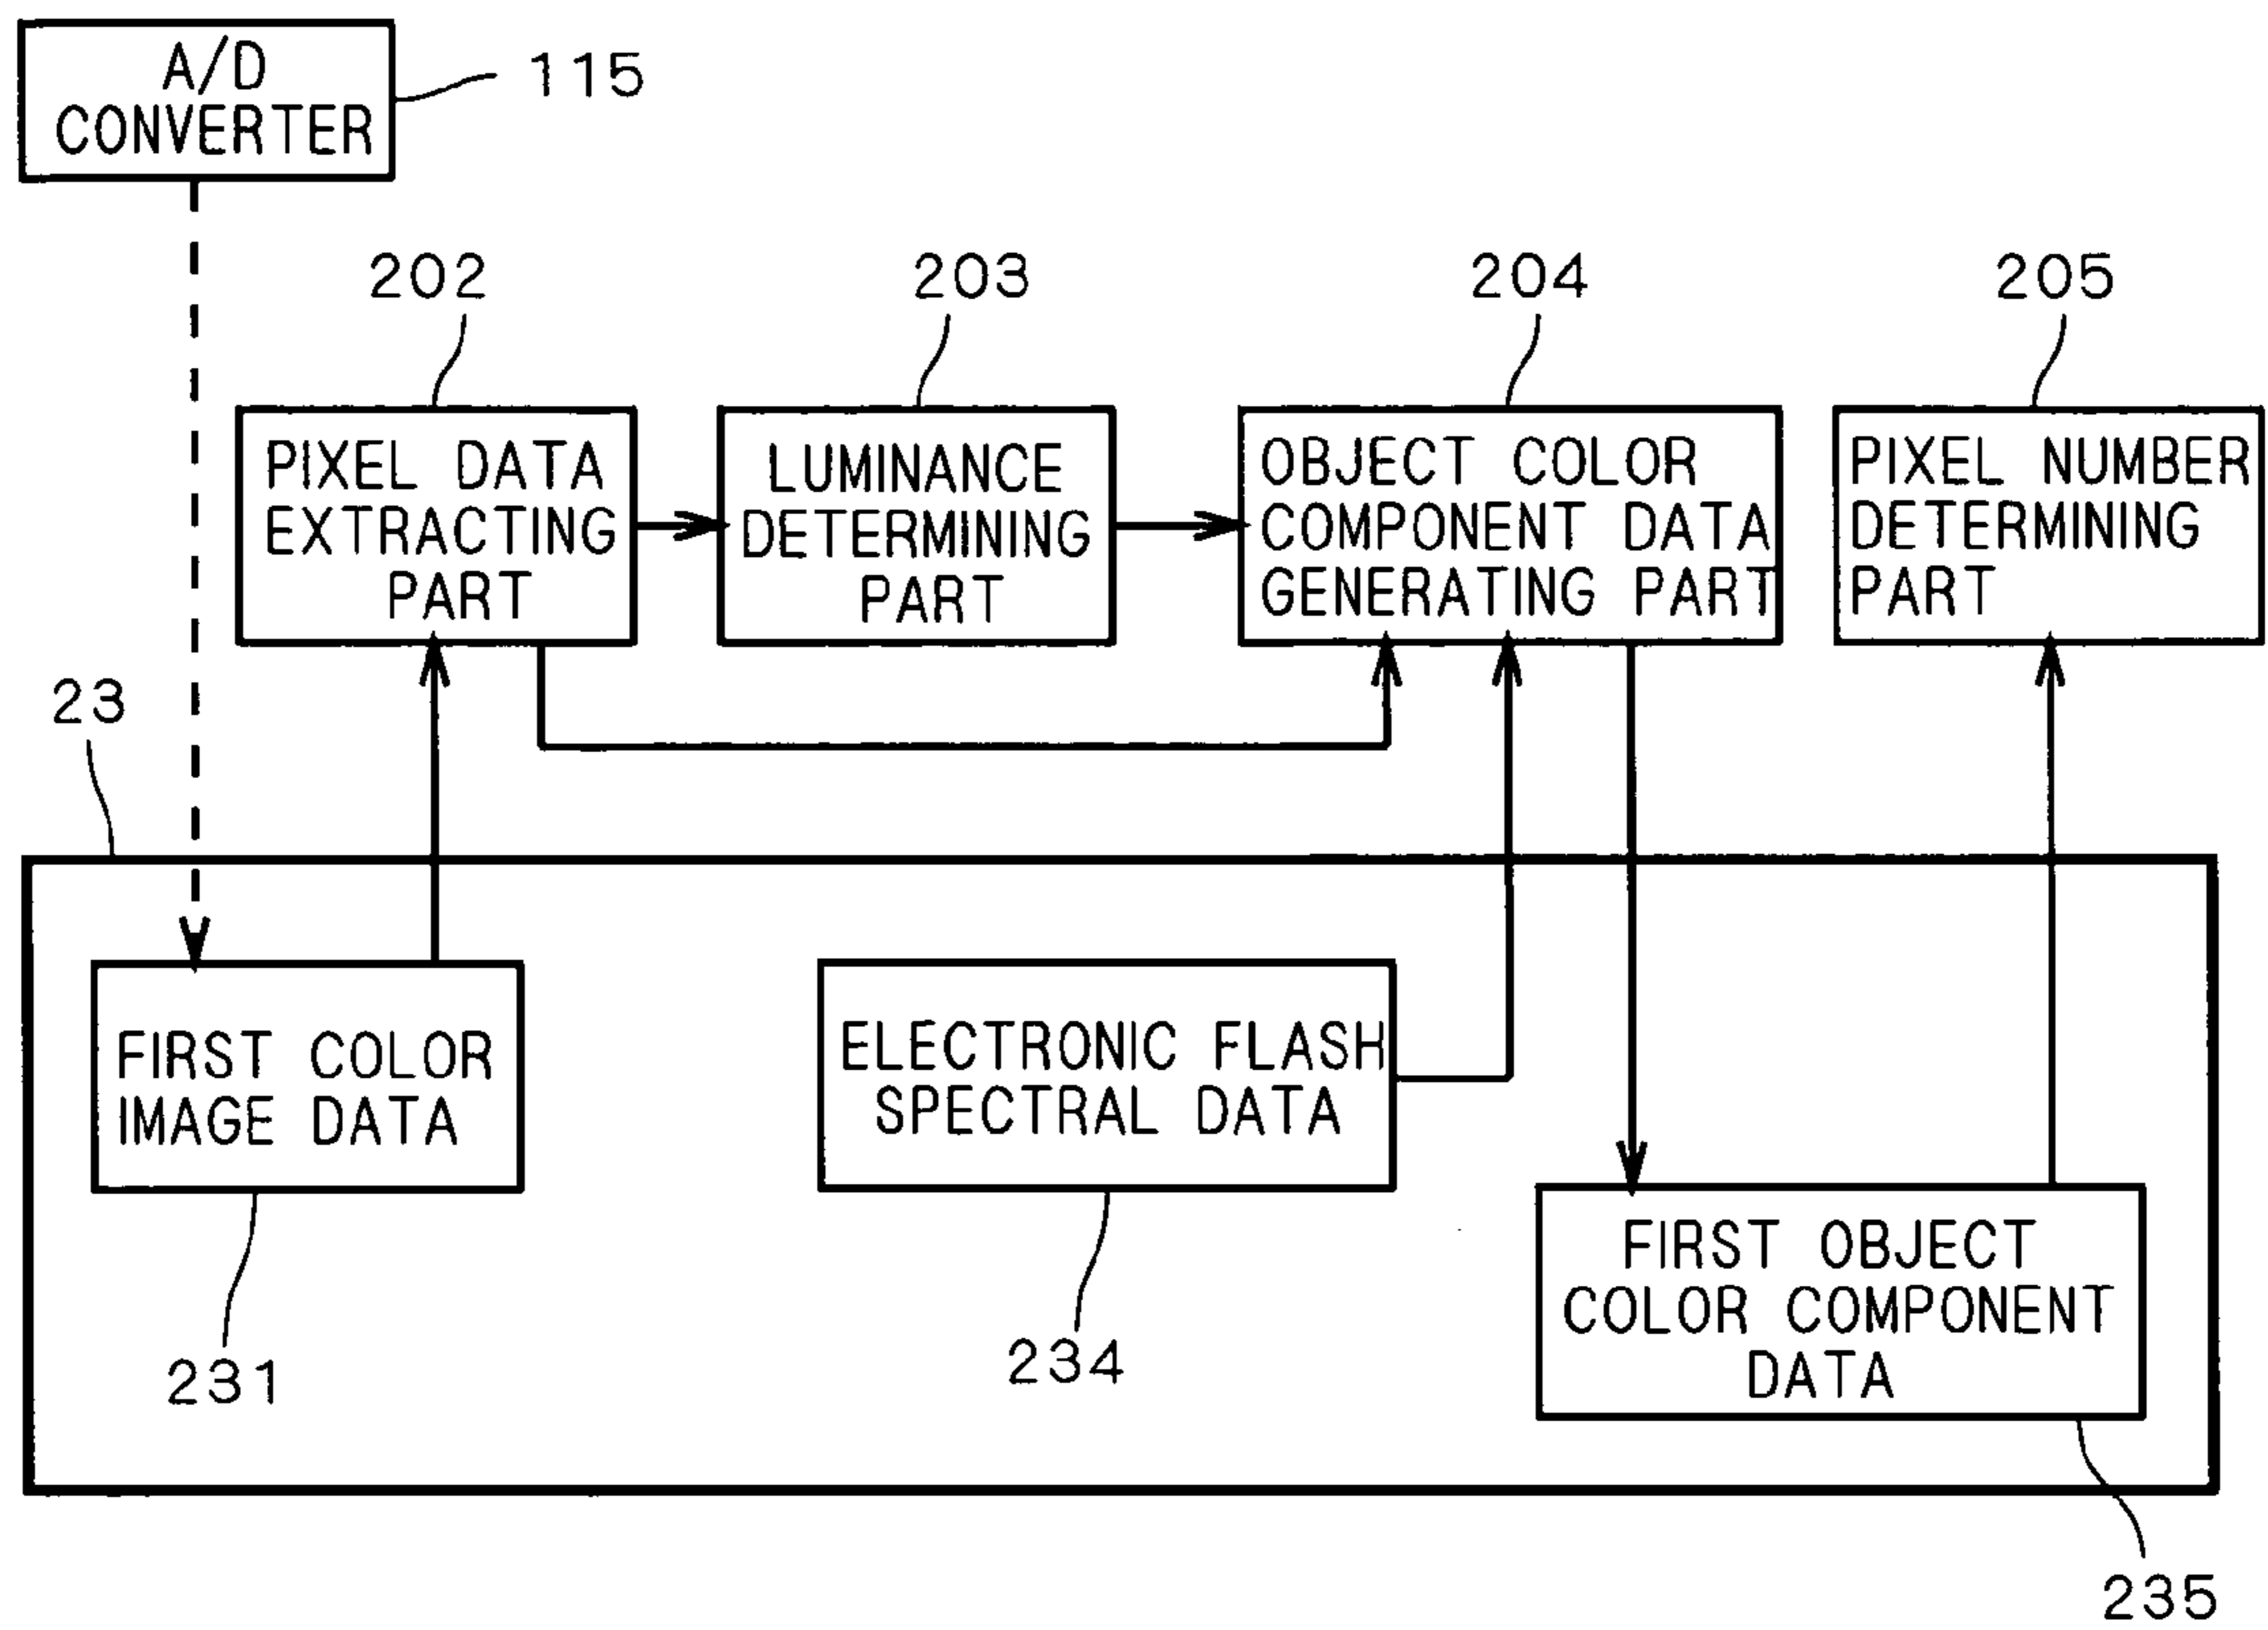 A/D
CONVERTER
115
202
203
204
205
PIXEL DATA
EXTRACTING
PART
LUMINANCE
DETERMINING
PART
OBJECT COLOR
COMPONENT DATA
GENERATING PART
PIXEL NUMBER
DETERMINING
PART
23
FIRST COLOR
IMAGE DATA
231
ELECTRONIC FLASH
SPECTRAL DATA
234
FIRST OBJECT
COLOR COMPONENT
DATA
235